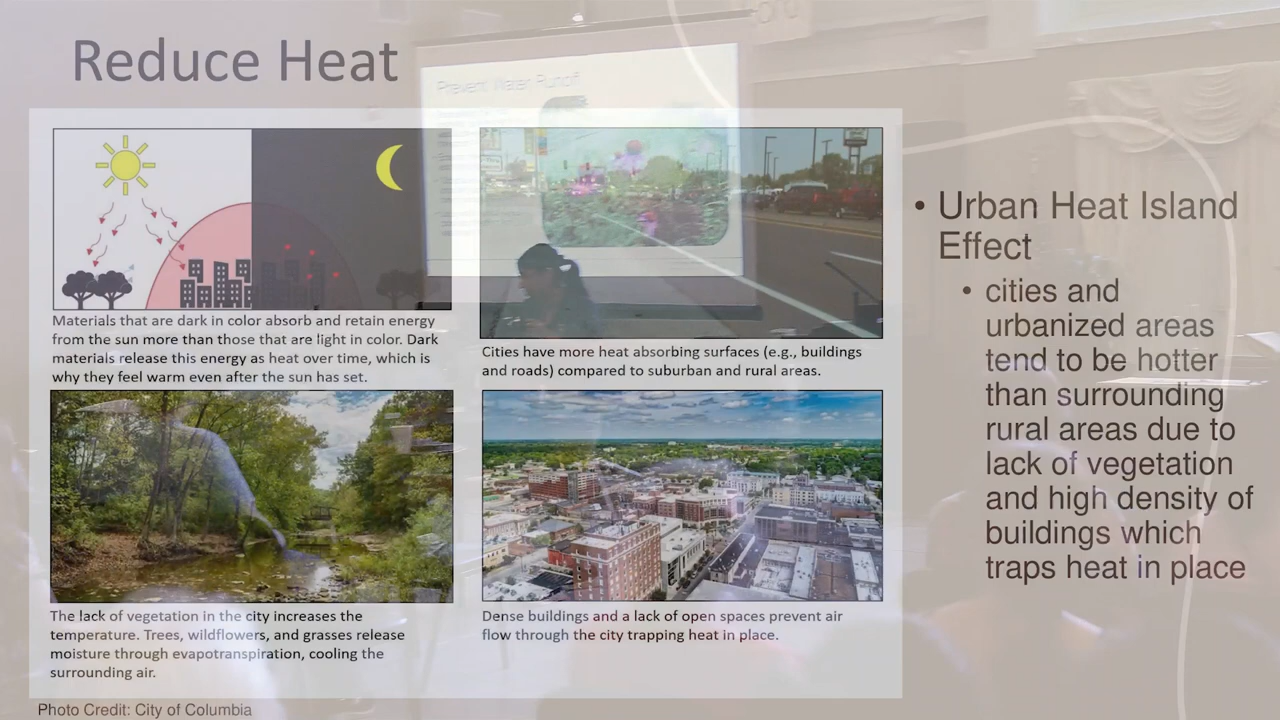 Reduce Heat
Prevent Water Runoff
Materials that are dark in color absorb and retain energy
from the sun more than those that are light in color. Dark
materials release this energy as heat over time, which is
why they feel warm even after the sun has set.
Cities have more heat absorbing surfaces (e.g., buildings
and roads) compared to suburban and rural areas.
The lack of vegetation in the city increases the
temperature. Trees, wildflowers, and grasses release
moisture through evapotranspiration, cooling the
surrounding air.
Dense buildings and a lack of open spaces prevent air
flow through the city trapping heat in place.
Photo Credit: City of Columbia
• Urban Heat Island
Effect
• cities and
urbanized areas
tend to be hotter
than surrounding
rural areas due to
lack of vegetation
and high density of
buildings which
traps heat in place